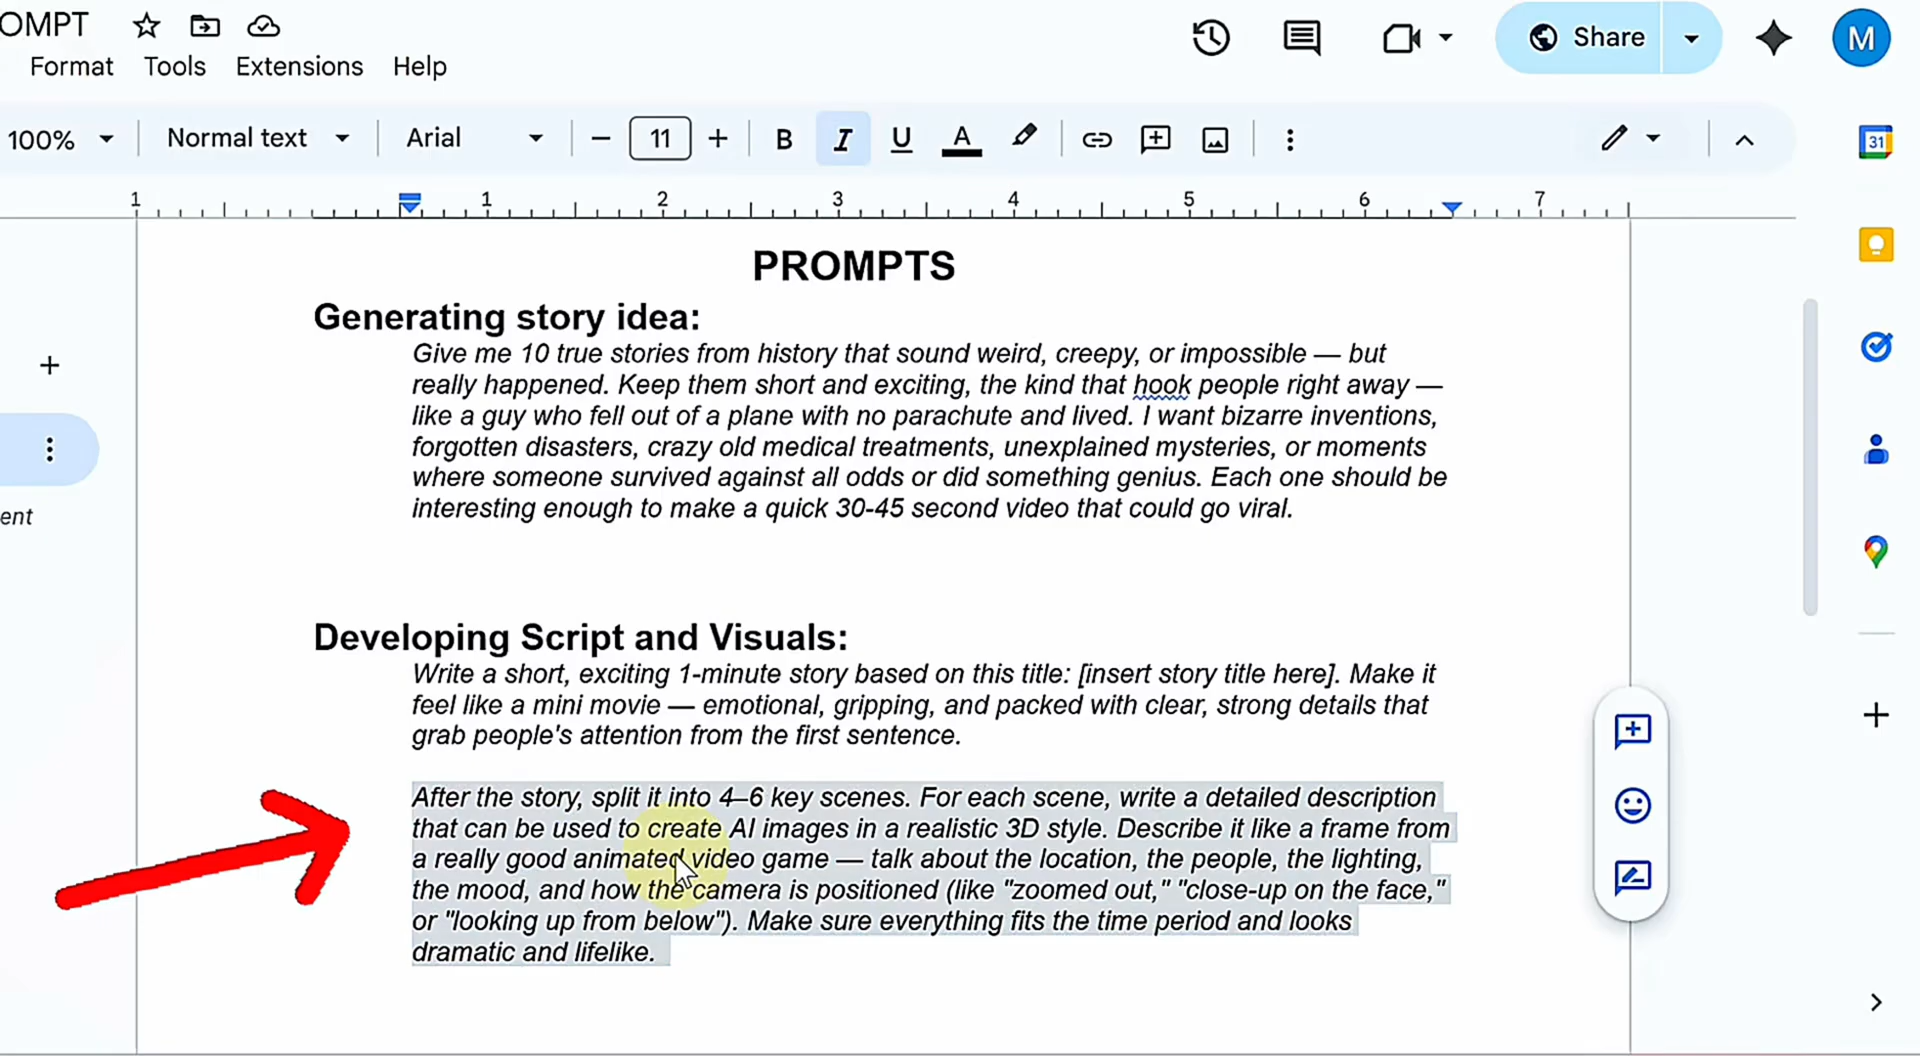 OMPT
Share
M
Format Tools Extensions Help
100% Normal text Arial 11 B I U A
31
1 1 2 3 4 5 6 7
PROMPTS
Generating story idea:
Give me 10 true stories from history that sound weird, creepy, or impossible — but
really happened. Keep them short and exciting, the kind that hook people right away —
like a guy who fell out of a plane with no parachute and lived. I want bizarre inventions,
forgotten disasters, crazy old medical treatments, unexplained mysteries, or moments
where someone survived against all odds or did something genius. Each one should be
interesting enough to make a quick 30-45 second video that could go viral.
ent
Developing Script and Visuals:
Write a short, exciting 1-minute story based on this title: [insert story title here]. Make it
feel like a mini movie — emotional, gripping, and packed with clear, strong details that
grab people's attention from the first sentence.
After the story, split it into 4–6 key scenes. For each scene, write a detailed description
that can be used to create AI images in a realistic 3D style. Describe it like a frame from
a really good animated video game — talk about the location, the people, the lighting,
the mood, and how the camera is positioned (like "zoomed out," "close-up on the face,"
or "looking up from below"). Make sure everything fits the time period and looks
dramatic and lifelike.